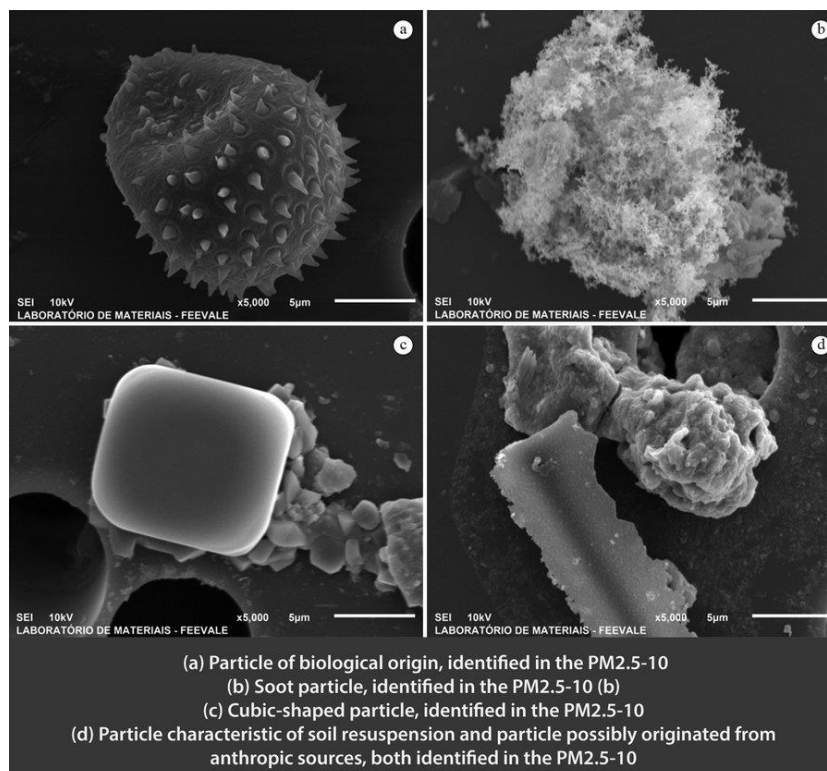 a
b
SEI 10kV x5,000 5μm
LABORATÓRIO DE MATERIAIS - FEEVALE
SEI 10kV x5,000 5μm
LABORATÓRIO DE MATERIAIS - FEEVALE
c
d
SEI 10kV x5,000 5μm
LABORATÓRIO DE MATERIAIS - FEEVALE
SEI 10kV x5,000 5μm
LABORATÓRIO DE MATERIAIS - FEEVALE
(a) Particle of biological origin, identified in the PM2.5-10
(b) Soot particle, identified in the PM2.5-10 (b)
(c) Cubic-shaped particle, identified in the PM2.5-10
(d) Particle characteristic of soil resuspension and particle possibly originated from
anthropic sources, both identified in the PM2.5-10